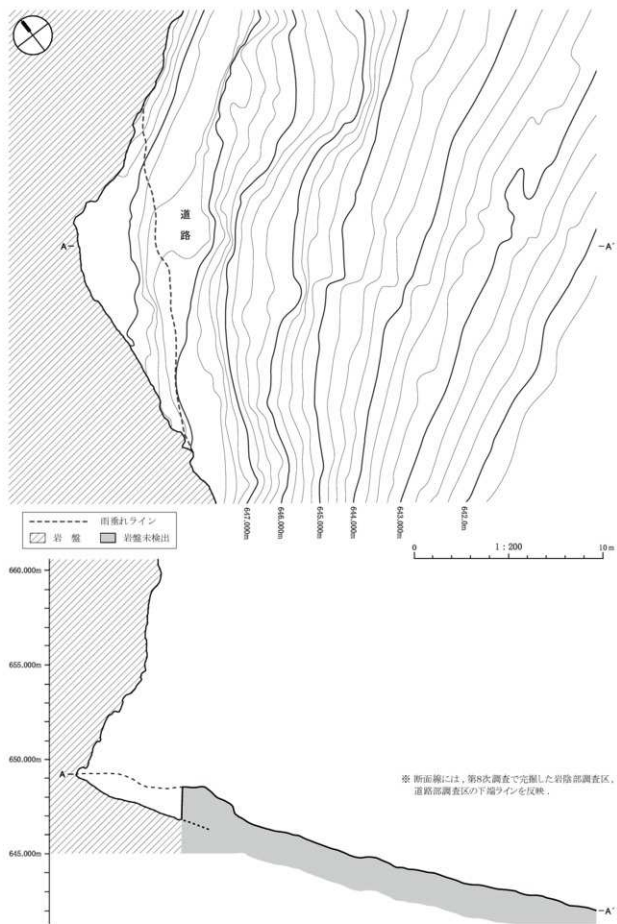 道
路
A
A´
雨垂れライン
岩 盤
岩盤未検出
647.000m
646.000m
645.000m
644.000m
643.000m
642.0m
0 1：200 10m
660.000m
655.000m
650.000m
A
※ 断面線には，第8次調査で完掘した岩陰部調査区，
道路部調査区の下端ラインを反映．
645.000m
A´